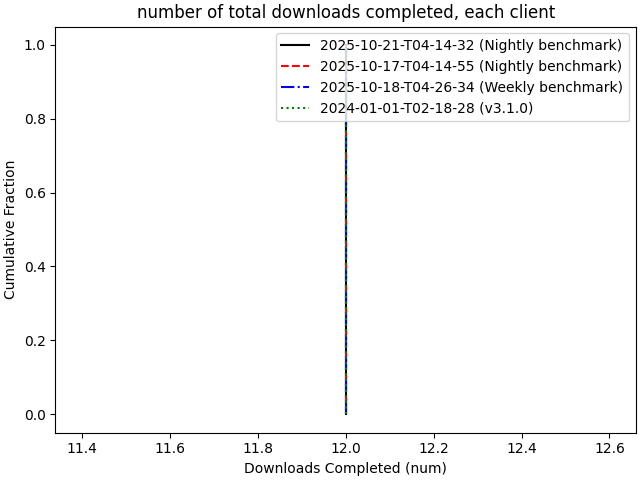 number of total downloads completed, each client
1.0
0.8
0.6
0.4
0.2
0.0
Cumulative Fraction
2025-10-21-T04-14-32 (Nightly benchmark)
2025-10-17-T04-14-55 (Nightly benchmark)
2025-10-18-T04-26-34 (Weekly benchmark)
2024-01-01-T02-18-28 (v3.1.0)
11.4 11.6 11.8 12.0 12.2 12.4 12.6
Downloads Completed (num)